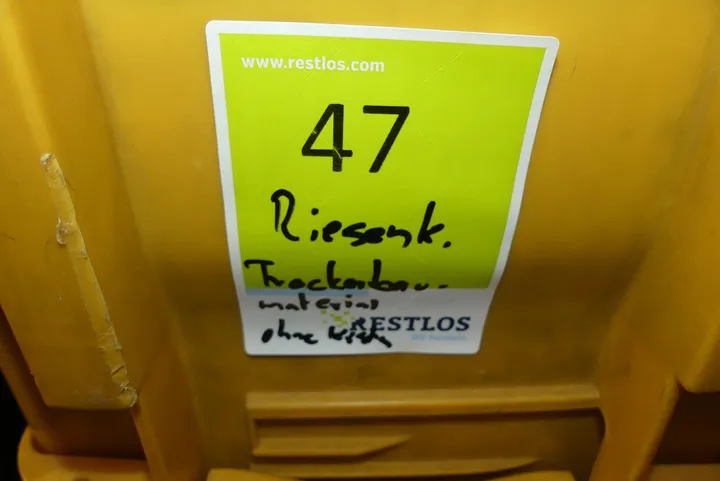 www.restlos.com
47
Riesenk.
Trockenbau-
material
ohne
RESTLOS